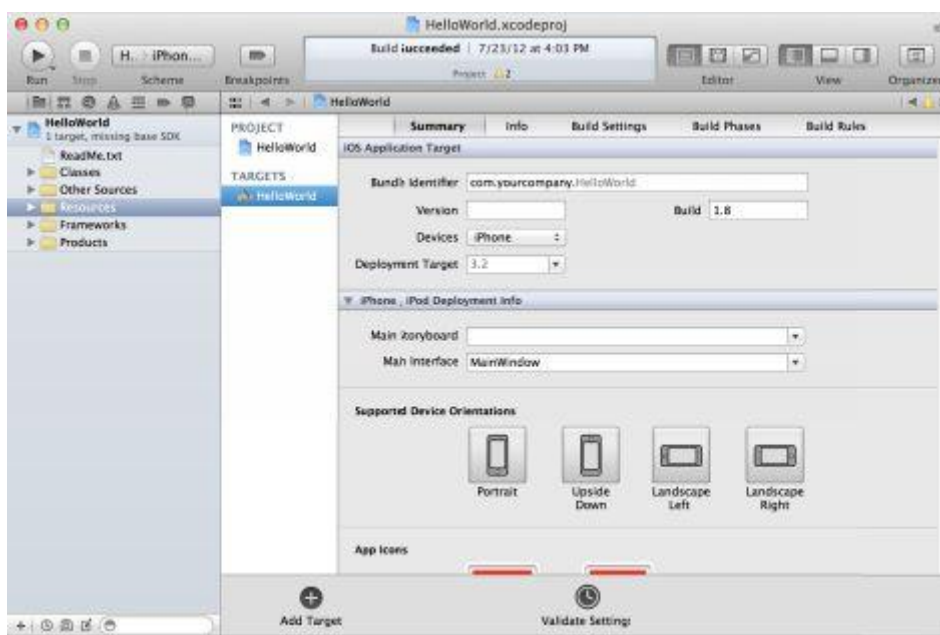 HelloWorld.xcodeproj
H... iPhon...
Build succeeded | 7/23/12 at 4:03 PM
Project 2
Run Stop Scheme Breakpoints Editor View Organizer
HelloWorld
HelloWorld
1 target, missing base SDK
ReadMe.txt
Classes
Other Sources
Resources
Frameworks
Products
PROJECT
HelloWorld
TARGETS
HelloWorld
Summary Info Build Settings Build Phases Build Rules
iOS Application Target
Bundle Identifier com.yourcompany.HelloWorld
Version Build 1.8
Devices iPhone
Deployment Target 3.2
iPhone / iPod Deployment Info
Main Storyboard
Main Interface MainWindow
Supported Device Orientations
Portrait Upside Down Landscape Left Landscape Right
App Icons
Add Target Validate Settings